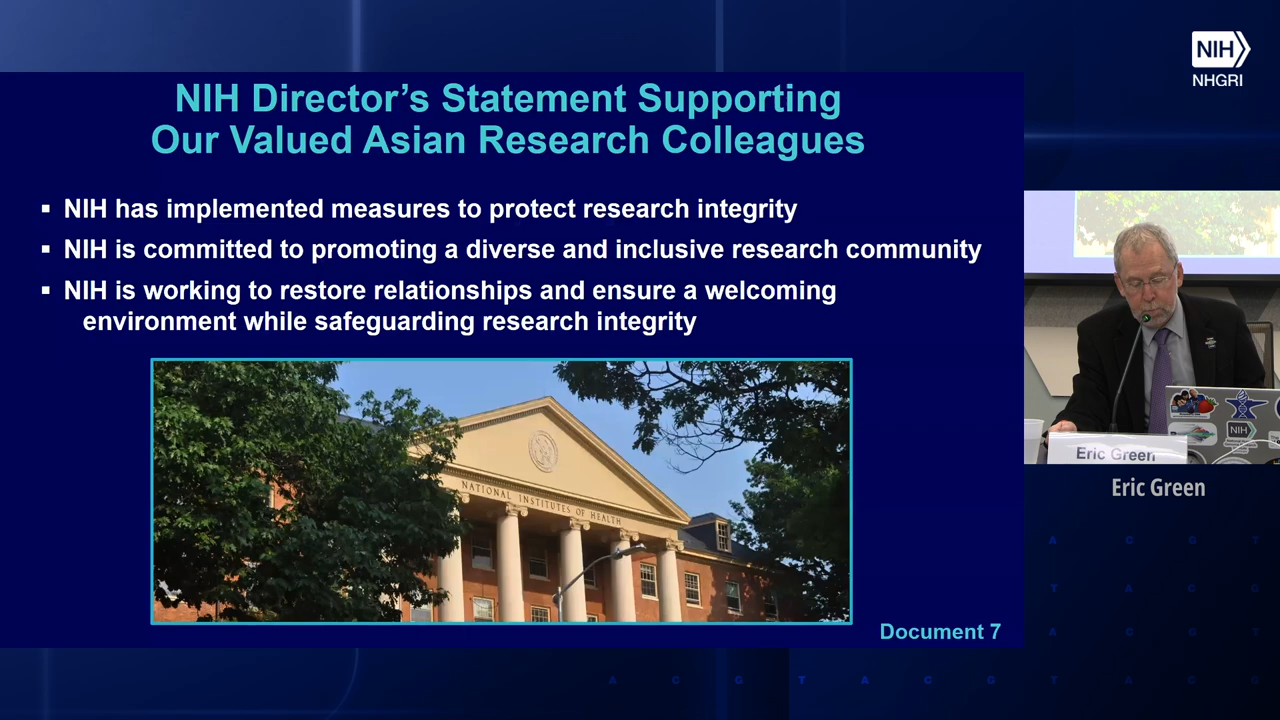 NIH
NHGRI
NIH Director’s Statement Supporting
Our Valued Asian Research Colleagues
▪ NIH has implemented measures to protect research integrity
▪ NIH is committed to promoting a diverse and inclusive research community
▪ NIH is working to restore relationships and ensure a welcoming
environment while safeguarding research integrity
NATIONAL INSTITUTES OF HEALTH
Document 7
NIH
Eric Green
Eric Green
A C G T
T A C G
A C G T
A C G T A C G T A C G